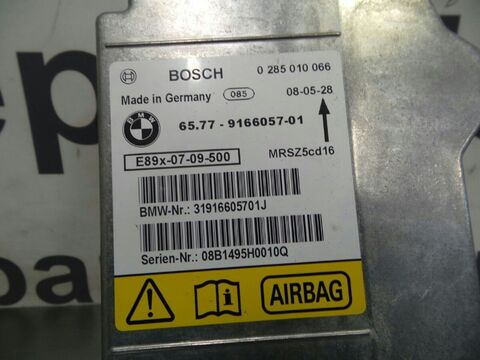 BOSCH 0 285 010 066
Made in Germany 085 08-05-28
BMW 65.77 - 9166057-01
E89x-07-09-500 MRSZ5cd16
BMW-Nr.: 31916605701J
Serien-Nr.: 08B1495H0010Q
AIRBAG